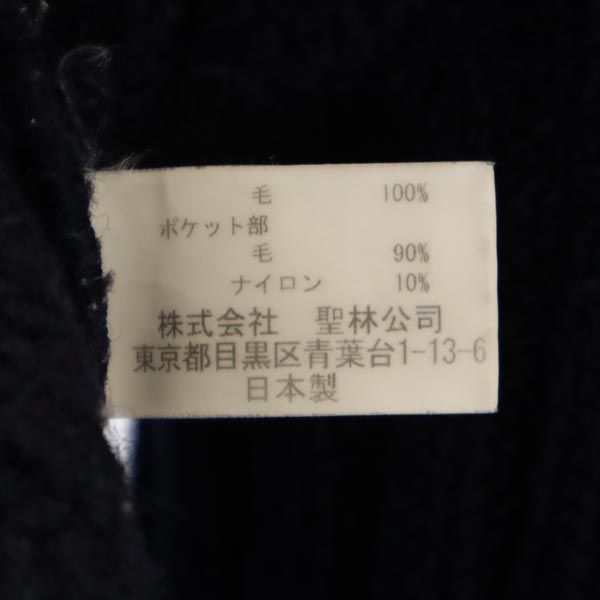 毛 100%
ポケット部
毛 90%
ナイロン 10%
株式会社 聖林公司
東京都目黒区青葉台1-13-6
日本製